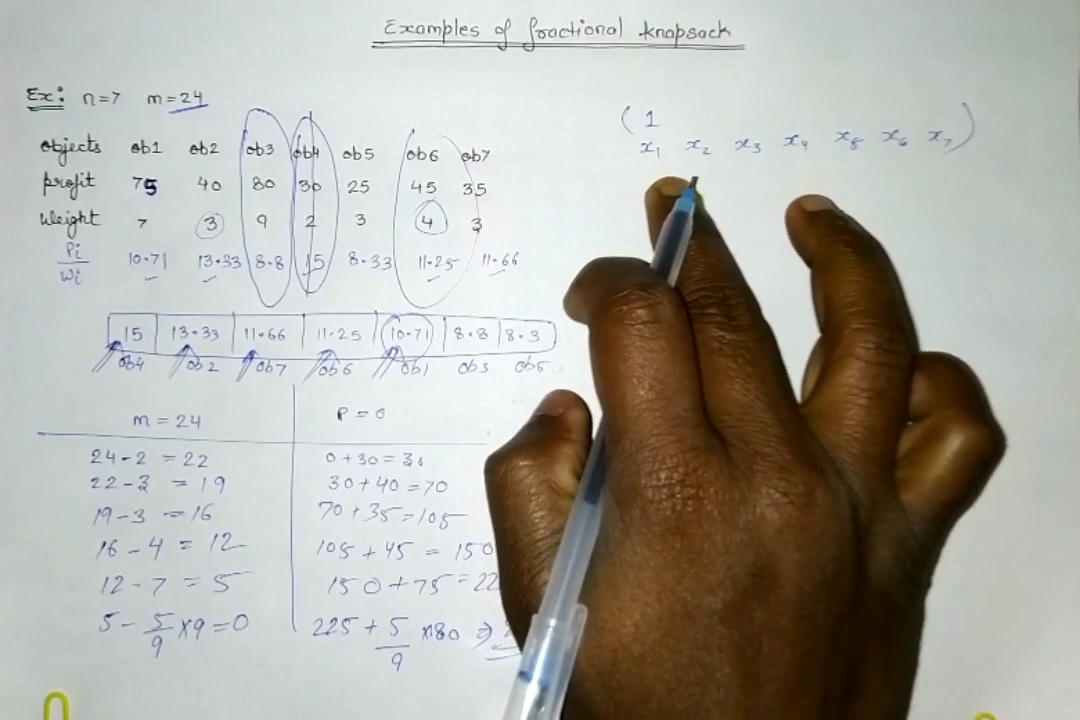 Examples of fractional knapsack
Ex: n=7 m=24
( 1 )
x1 x2 x3 x4 x5 x6 x7
objects ob1 ob2 ob3 ob4 ob5 ob6 ob7
profit 75 40 80 30 25 45 35
Weight 7 3 9 2 3 4 3
Pi/Wi 10.71 13.33 8.8 15 8.33 11.25 11.66
15 13.33 11.66 11.25 10.71 8.8 8.3
ob4 ob2 ob7 ob6 ob1 ob3 ob5
m = 24 P = 0
24-2 = 22 0+30=30
22-3 = 19 30+40=70
19-3 = 16 70+35=105
16-4 = 12 105+45 = 150
12-7 = 5 150+75=22
5-5/9 x9=0 225+5/9 x80 ⇒